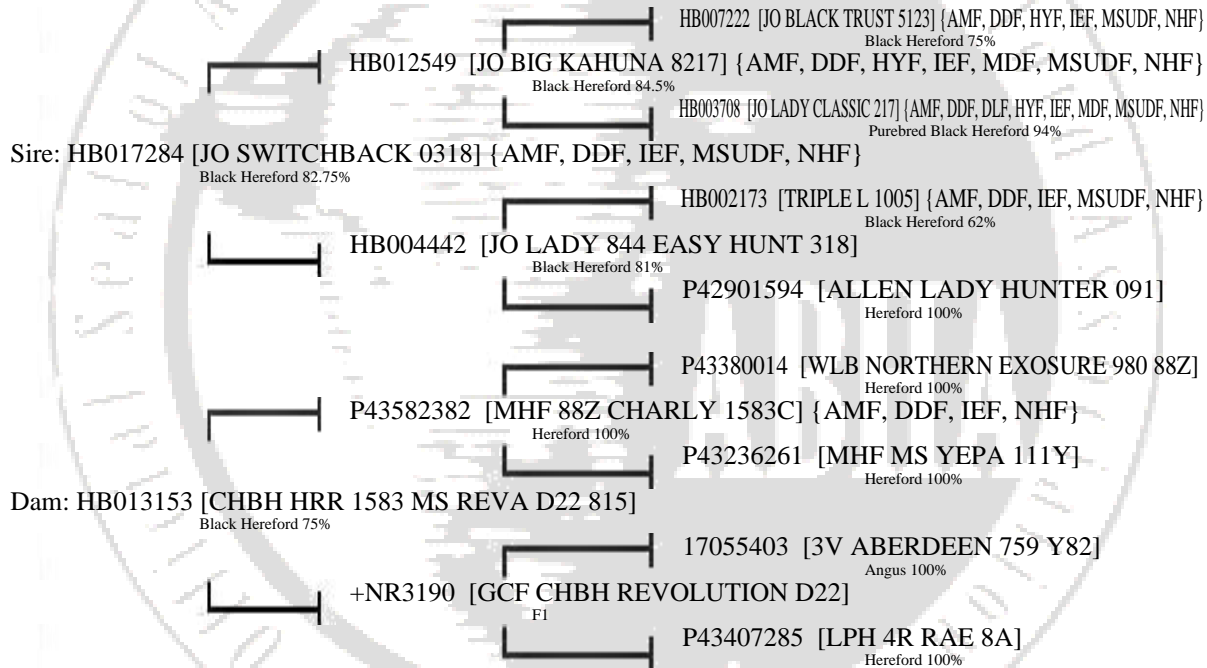 HB007222 [JO BLACK TRUST 5123] {AMF, DDF, HYF, IEF, MSUDF, NHF}
Black Hereford 75%
HB012549 [JO BIG KAHUNA 8217] {AMF, DDF, HYF, IEF, MDF, MSUDF, NHF}
Black Hereford 84.5%
HB003708 [JO LADY CLASSIC 217] {AMF, DDF, DLF, HYF, IEF, MDF, MSUDF, NHF}
Purebred Black Hereford 94%
Sire: HB017284 [JO SWITCHBACK 0318] {AMF, DDF, IEF, MSUDF, NHF}
Black Hereford 82.75%
HB002173 [TRIPLE L 1005] {AMF, DDF, IEF, MSUDF, NHF}
Black Hereford 62%
HB004442 [JO LADY 844 EASY HUNT 318]
Black Hereford 81%
P42901594 [ALLEN LADY HUNTER 091]
Hereford 100%
P43380014 [WLB NORTHERN EXOSURE 980 88Z]
Hereford 100%
P43582382 [MHF 88Z CHARLY 1583C] {AMF, DDF, IEF, NHF}
Hereford 100%
P43236261 [MHF MS YEPA 111Y]
Hereford 100%
Dam: HB013153 [CHBH HRR 1583 MS REVA D22 815]
Black Hereford 75%
17055403 [3V ABERDEEN 759 Y82]
Angus 100%
+NR3190 [GCF CHBH REVOLUTION D22]
F1
P43407285 [LPH 4R RAE 8A]
Hereford 100%